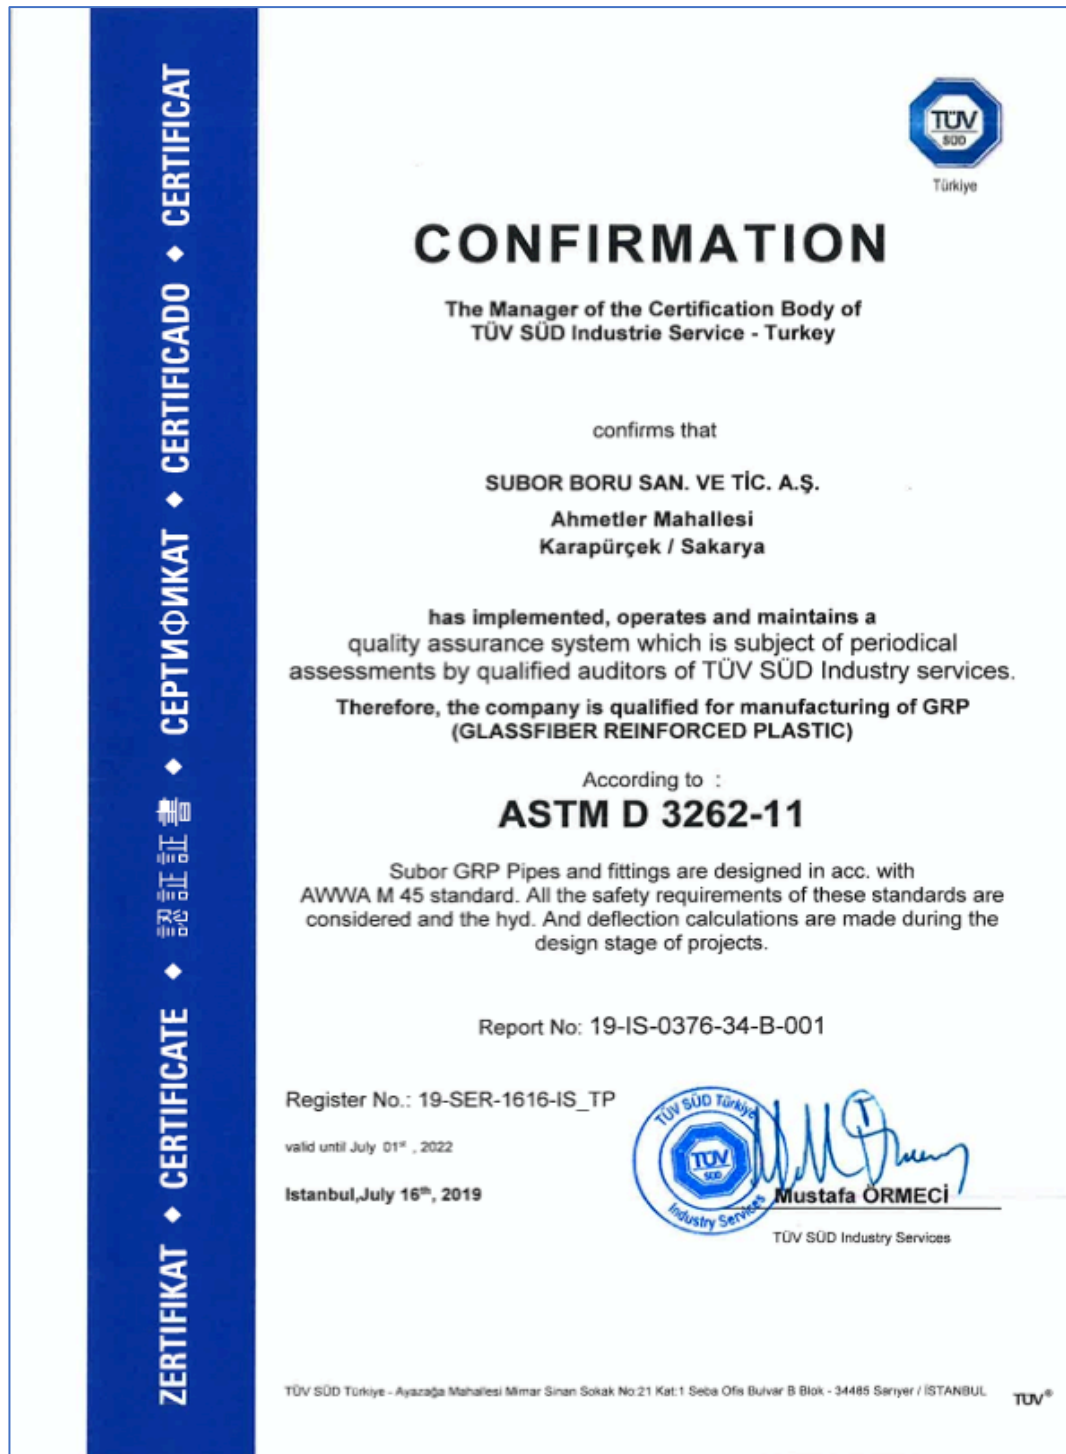 ZERTIFIKAT ◆ CERTIFICATE ◆ 認証証書 ◆ СЕРТИФИКАТ ◆ CERTIFICADO ◆ CERTIFICAT
TÜV
SÜD
Türkiye
CONFIRMATION
The Manager of the Certification Body of
TÜV SÜD Industrie Service - Turkey
confirms that
SUBOR BORU SAN. VE TİC. A.Ş.
Ahmetler Mahallesi
Karapürçek / Sakarya
has implemented, operates and maintains a
quality assurance system which is subject of periodical
assessments by qualified auditors of TÜV SÜD Industry services.
Therefore, the company is qualified for manufacturing of GRP
(GLASSFIBER REINFORCED PLASTIC)
According to :
ASTM D 3262-11
Subor GRP Pipes and fittings are designed in acc. with
AWWA M 45 standard. All the safety requirements of these standards are
considered and the hyd. And deflection calculations are made during the
design stage of projects.
Report No: 19-IS-0376-34-B-001
Register No.: 19-SER-1616-IS_TP
valid until July 01st , 2022
Istanbul,July 16th, 2019
TÜV SÜD Türkiye
TÜV
SÜD
Industry Services
Mustafa ÖRMECİ
TÜV SÜD Industry Services
TÜV SÜD Türkiye - Ayazağa Mahallesi Mimar Sinan Sokak No:21 Kat:1 Seba Ofis Bulvar B Blok - 34485 Sarıyer / İSTANBUL
TÜV®